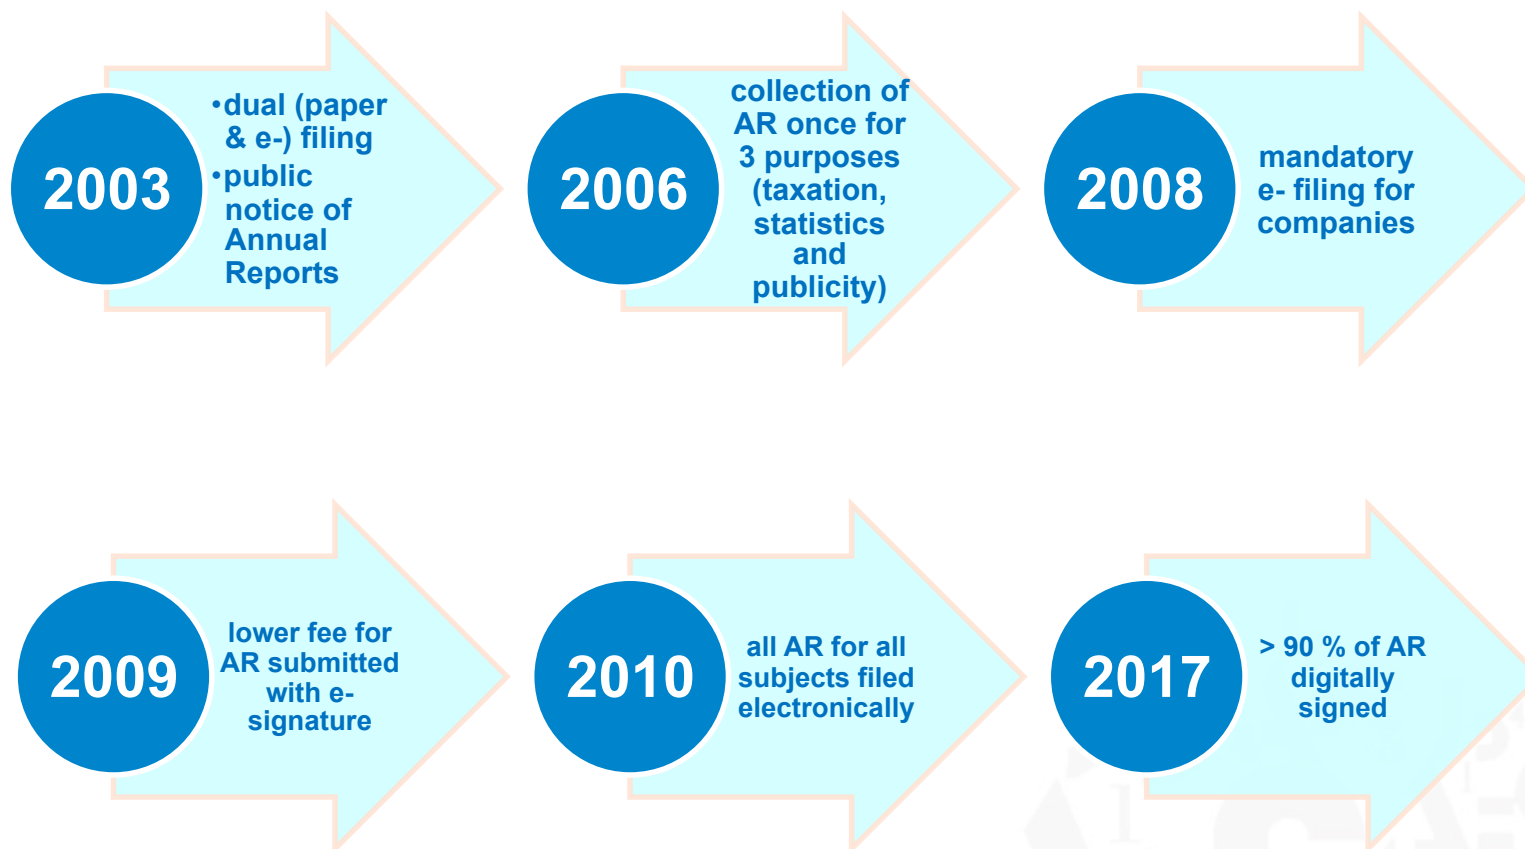 2003
•dual (paper
& e-) filing
•public
notice of
Annual
Reports
2006
collection of
AR once for
3 purposes
(taxation,
statistics
and
publicity)
2008
mandatory
e- filing for
companies
2009
lower fee for
AR submitted
with e-
signature
2010
all AR for all
subjects filed
electronically
2017
> 90 % of AR
digitally
signed